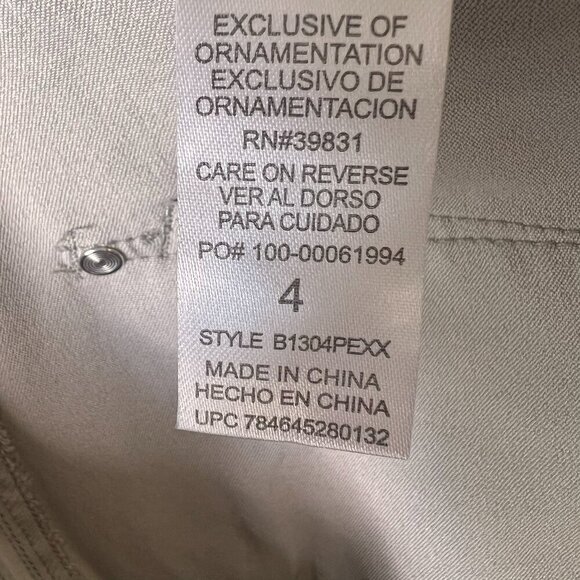 EXCLUSIVE OF
ORNAMENTATION
EXCLUSIVO DE
ORNAMENTACION
RN#39831
CARE ON REVERSE
VER AL DORSO
PARA CUIDADO
PO# 100-00061994
4
STYLE B1304PEXX
MADE IN CHINA
HECHO EN CHINA
UPC 784645280132